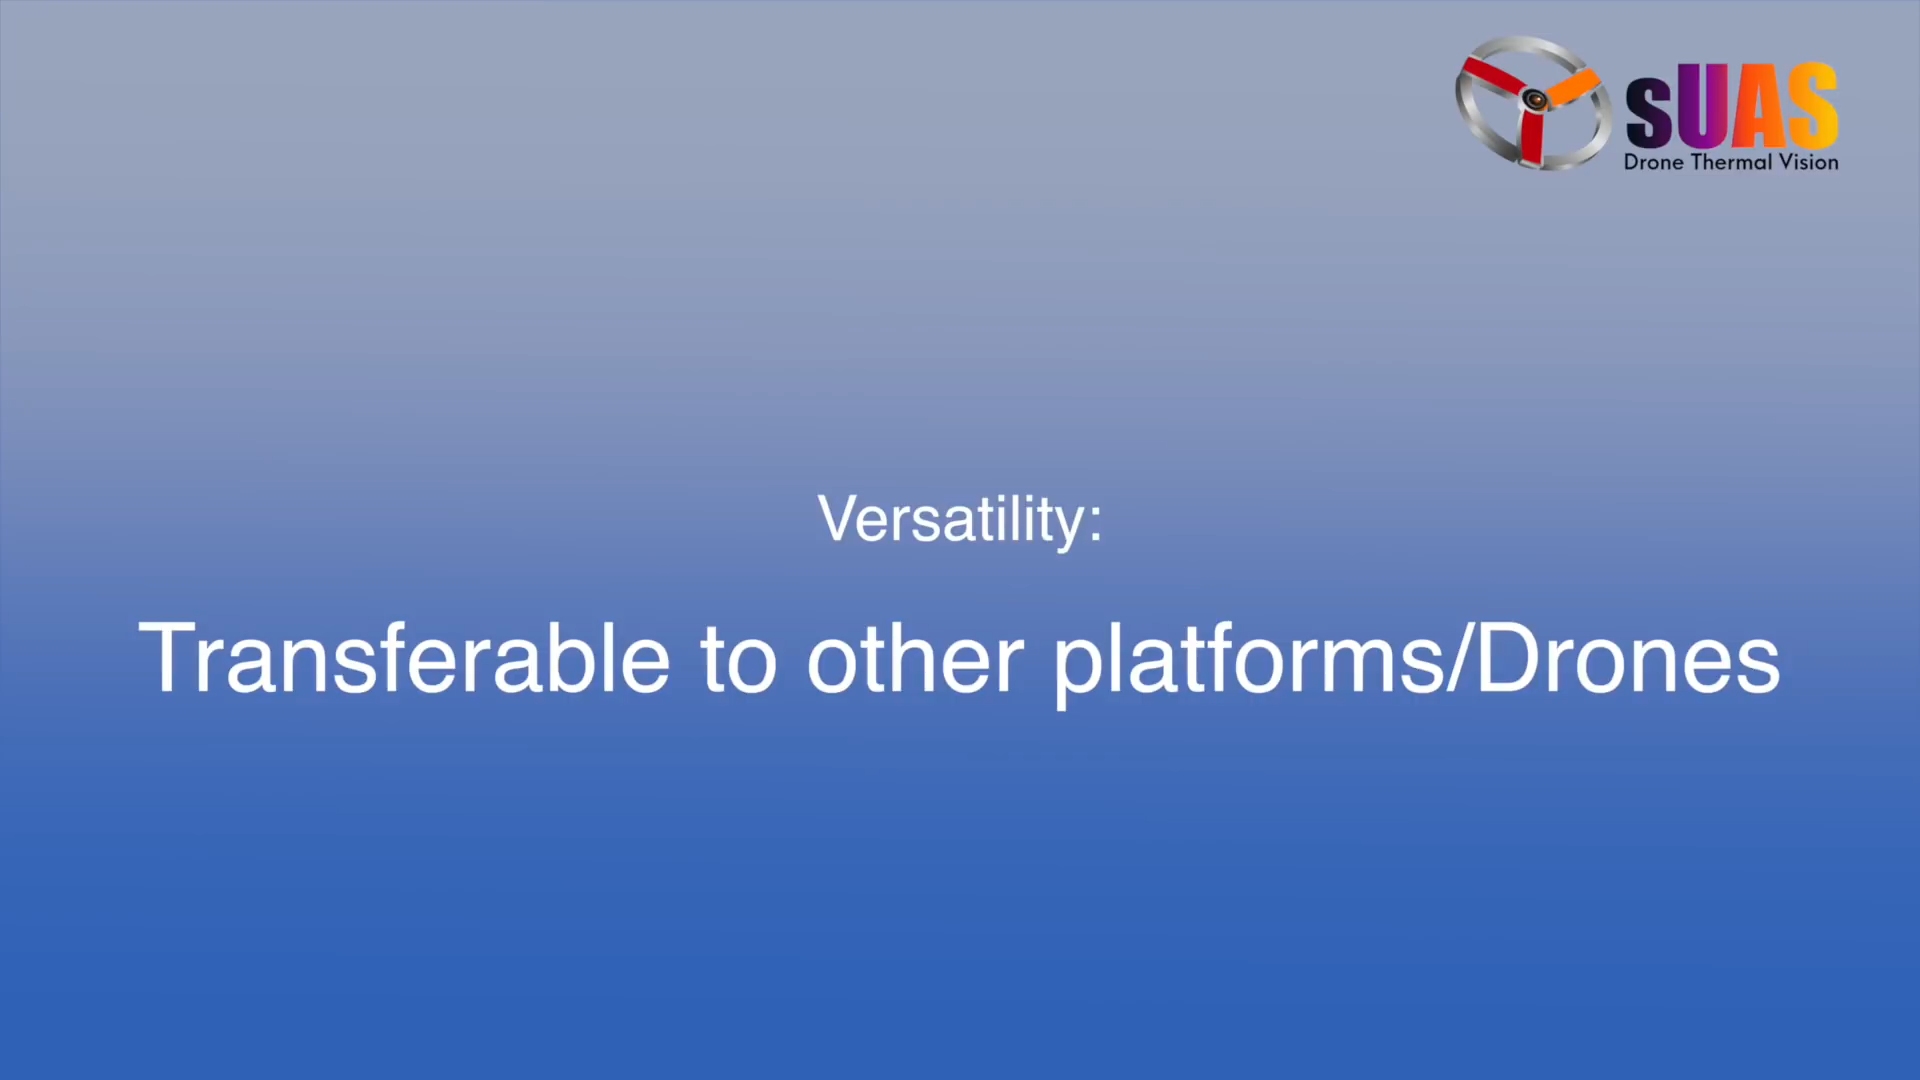 sUAS
Drone Thermal Vision
Versatility:
Transferable to other platforms/Drones